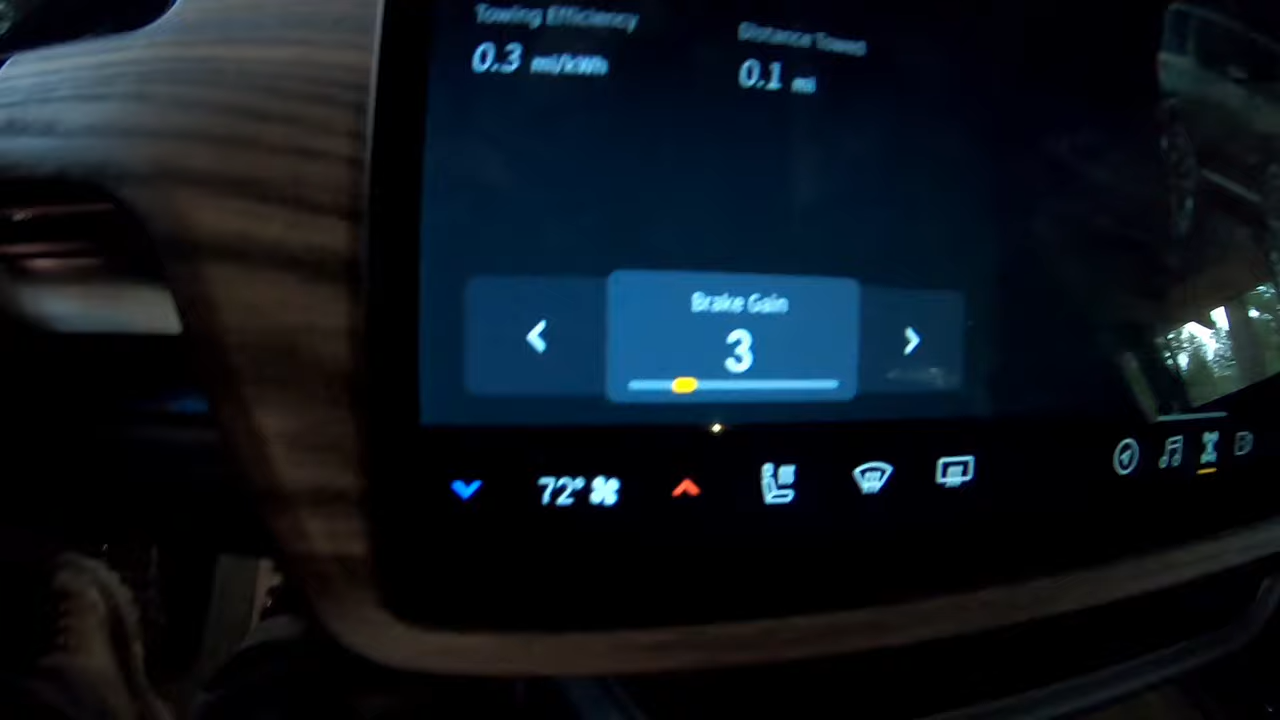 Towing Efficiency
0.3 mi/kWh
Distance Towed
0.1 mi
Brake Gain
3
72°